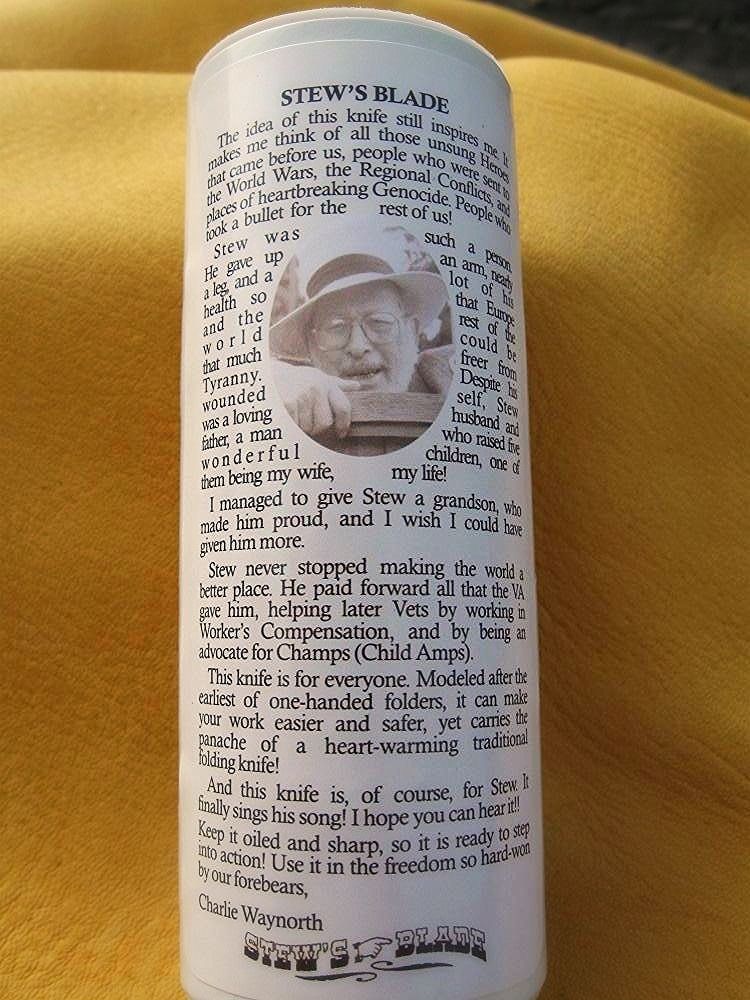 STEW'S BLADE
The idea of this knife still inspires me. It
makes me think of all those unsung Heroes
that came before us, people who were sent to
the World Wars, the Regional Conflicts, and
places of heartbreaking Genocide. People who
took a bullet for the rest of us!
Stew was such a person.
He gave up an arm, nearly
a leg, and a lot of his
health so that Europe
and the rest of the
world could be
that much freer from
Tyranny. Despite his
wounded self, Stew
was a loving husband and
father, a man who raised five
wonderful children, one of
them being my wife, my life!
I managed to give Stew a grandson, who
made him proud, and I wish I could have
given him more.
Stew never stopped making the world a
better place. He paid forward all that the VA
gave him, helping later Vets by working in
Worker's Compensation, and by being an
advocate for Champs (Child Amps).
This knife is for everyone. Modeled after the
earliest of one-handed folders, it can make
your work easier and safer, yet carries the
panache of a heart-warming traditional
folding knife!
And this knife is, of course, for Stew. It
finally sings his song! I hope you can hear it!!
Keep it oiled and sharp, so it is ready to step
into action! Use it in the freedom so hard-won
by our forebears,
Charlie Waynorth
STEW'S BLADE